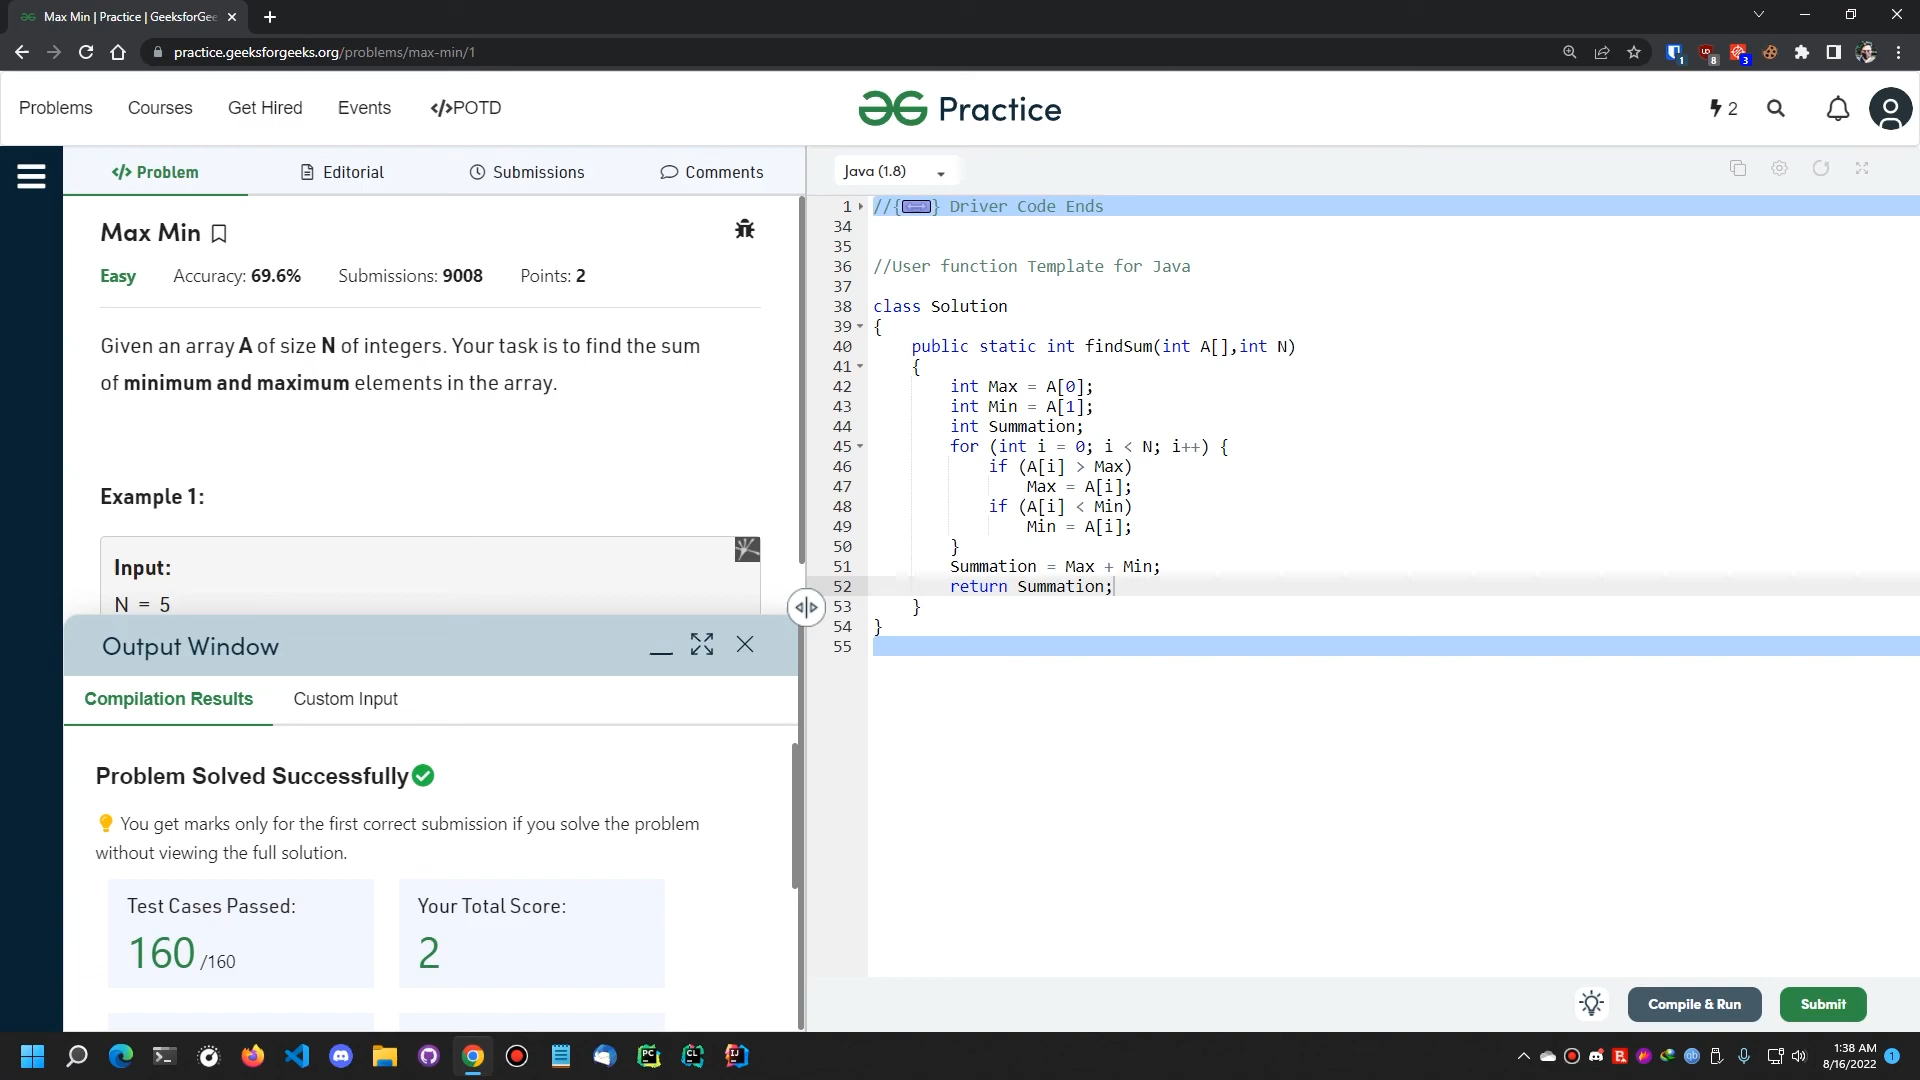 Max Min | Practice | GeeksforGee
practice.geeksforgeeks.org/problems/max-min/1
1
8
3
Problems
Courses
Get Hired
Events
</>POTD
Practice
2
</> Problem
Editorial
Submissions
Comments
Java (1.8)
Max Min
Easy
Accuracy: 69.6%
Submissions: 9008
Points: 2
Given an array A of size N of integers. Your task is to find the sum
of minimum and maximum elements in the array.
Example 1:
Input:
N = 5
Output Window
Compilation Results
Custom Input
Problem Solved Successfully
You get marks only for the first correct submission if you solve the problem
without viewing the full solution.
Test Cases Passed:
160 /160
Your Total Score:
2
1 //{} Driver Code Ends
34
35
36 //User function Template for Java
37
38 class Solution
39 {
40 public static int findSum(int A[],int N)
41 {
42 int Max = A[0];
43 int Min = A[1];
44 int Summation;
45 for (int i = 0; i < N; i++) {
46 if (A[i] > Max)
47 Max = A[i];
48 if (A[i] < Min)
49 Min = A[i];
50 }
51 Summation = Max + Min;
52 return Summation;
53 }
54 }
55
Compile & Run
Submit
PC
CL
IJ
1:38 AM
8/16/2022
1